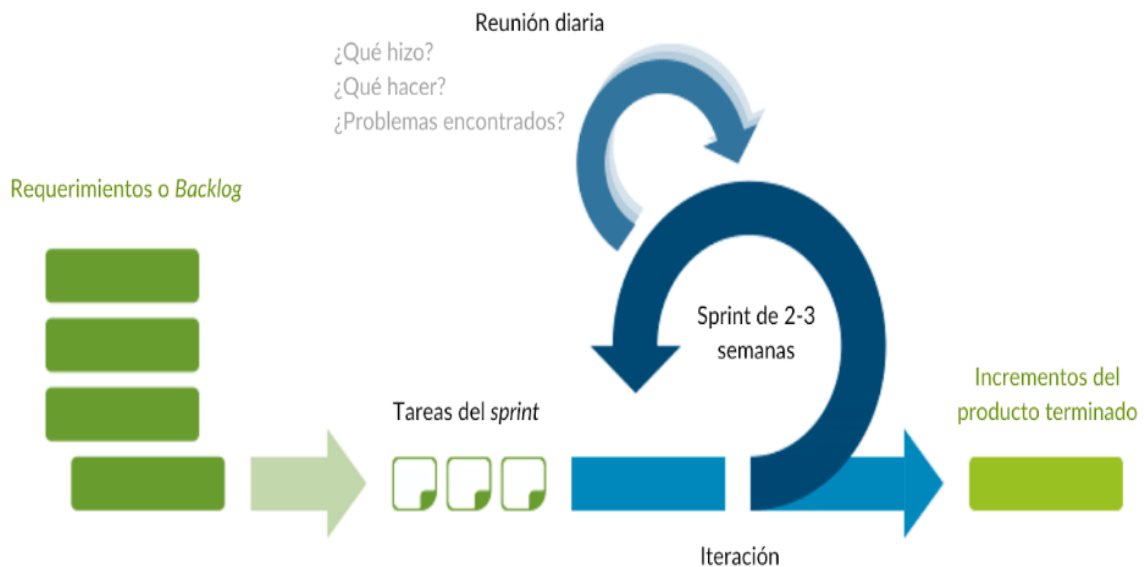 Reunión diaria
¿Qué hizo?
¿Qué hacer?
¿Problemas encontrados?
Requerimientos o Backlog
Sprint de 2-3
semanas
Tareas del sprint
Incrementos del
producto terminado
Iteración